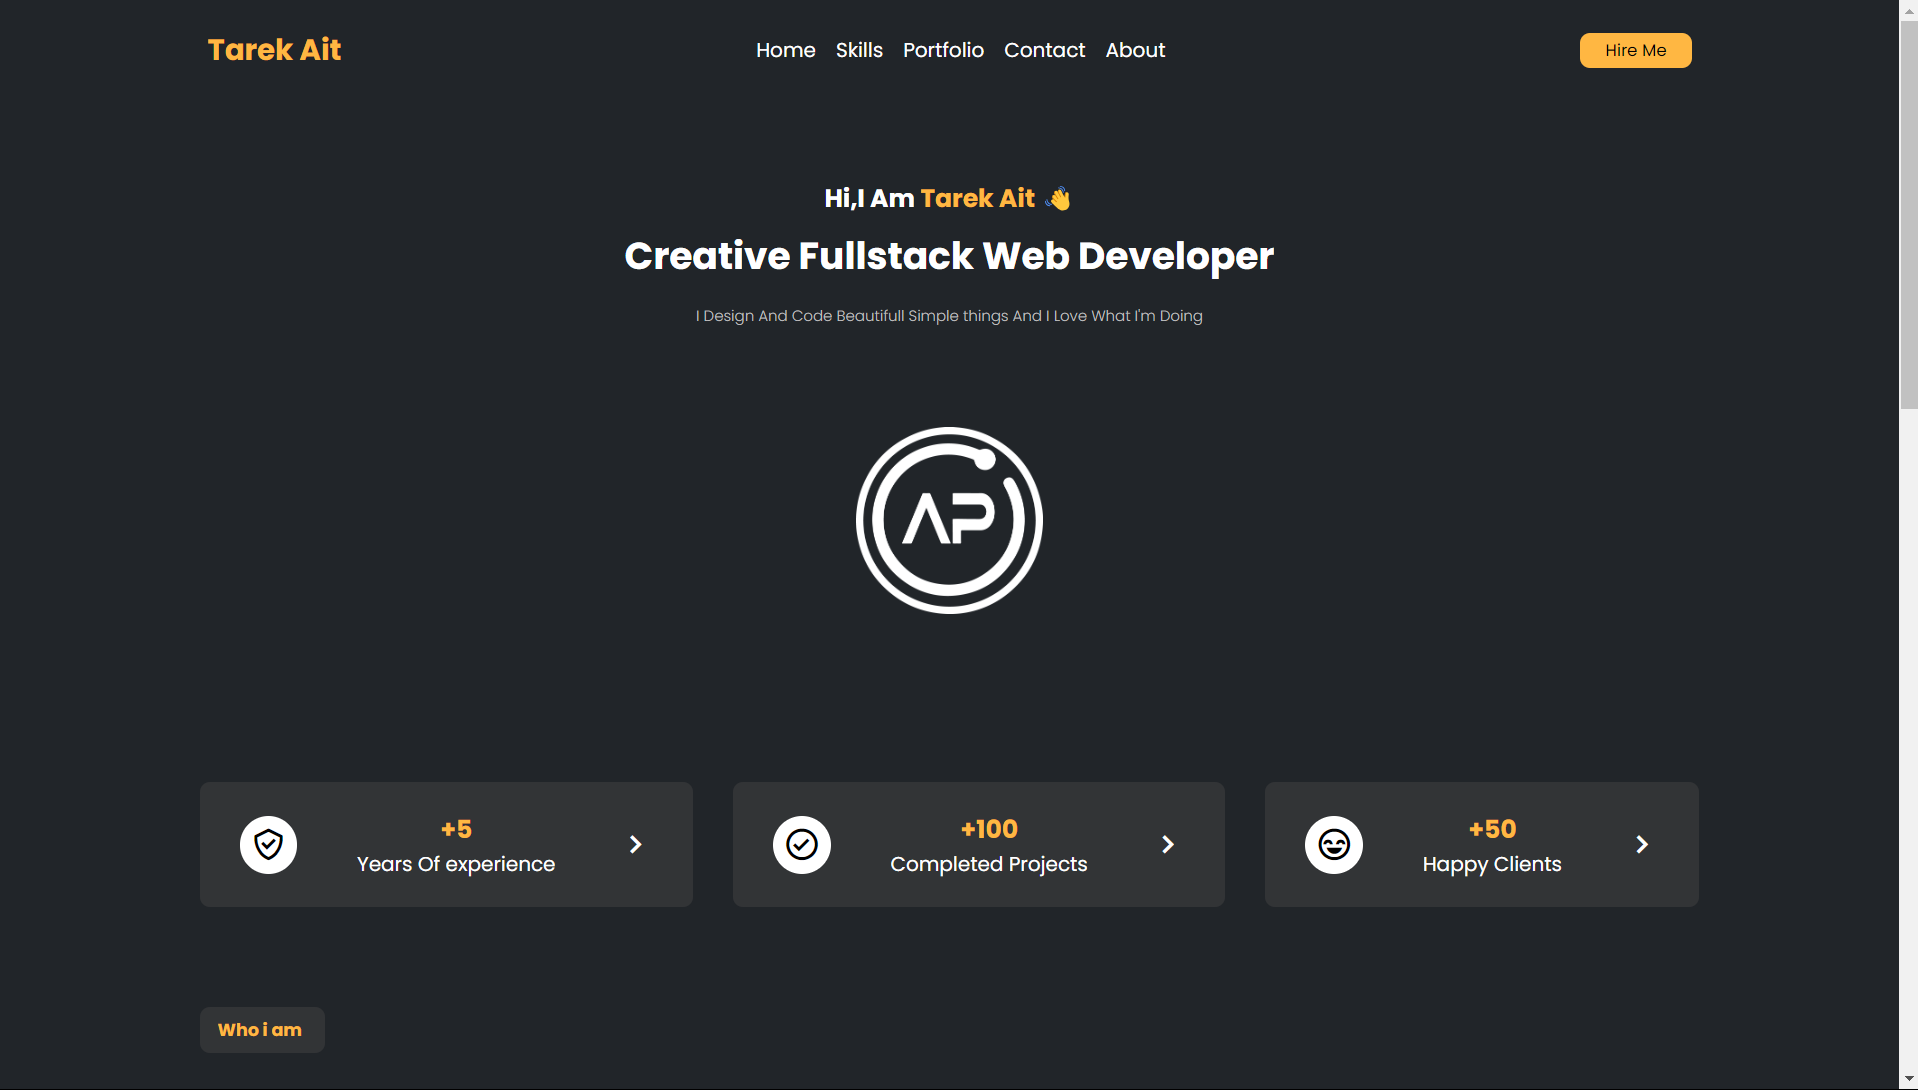 Tarek Ait
Home Skills Portfolio Contact About
Hire Me
Hi,I Am Tarek Ait 👋
Creative Fullstack Web Developer
I Design And Code Beautifull Simple things And I Love What I'm Doing
AP
+5
Years Of experience
+100
Completed Projects
+50
Happy Clients
Who i am